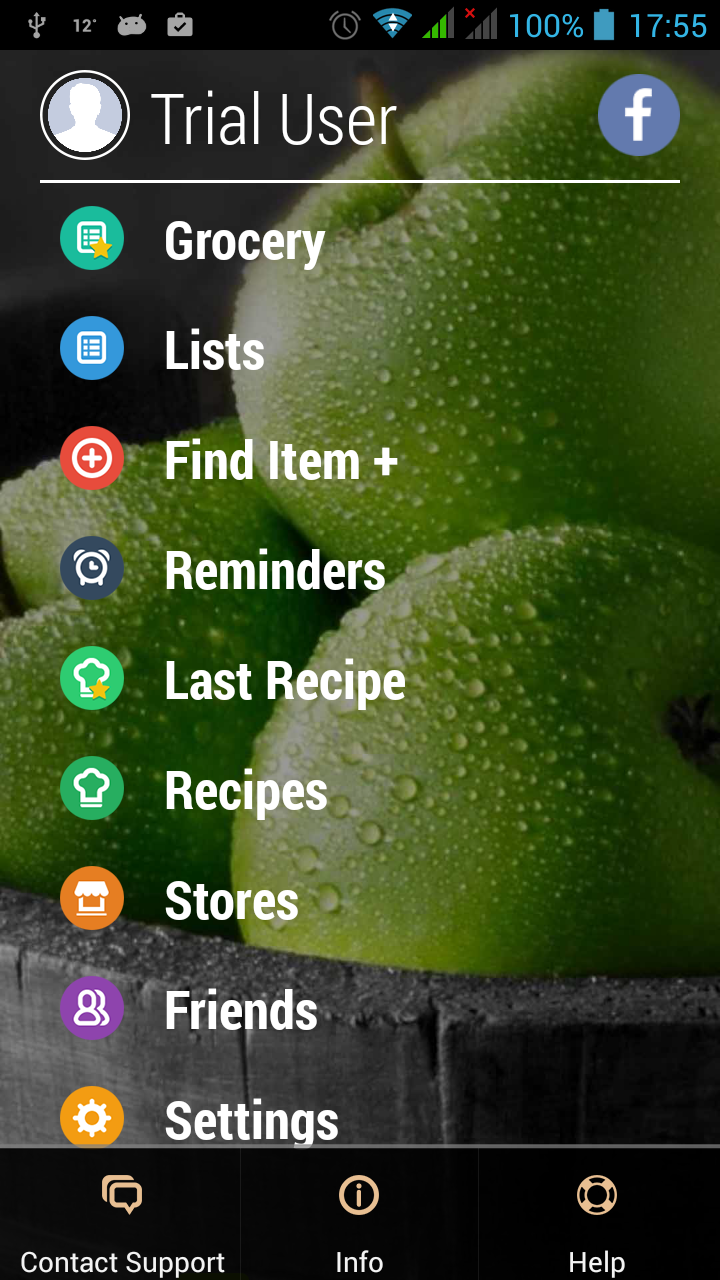 12° 100% 17:55
Trial User f
Grocery
Lists
Find Item +
Reminders
Last Recipe
Recipes
Stores
Friends
Settings
Contact Support Info Help